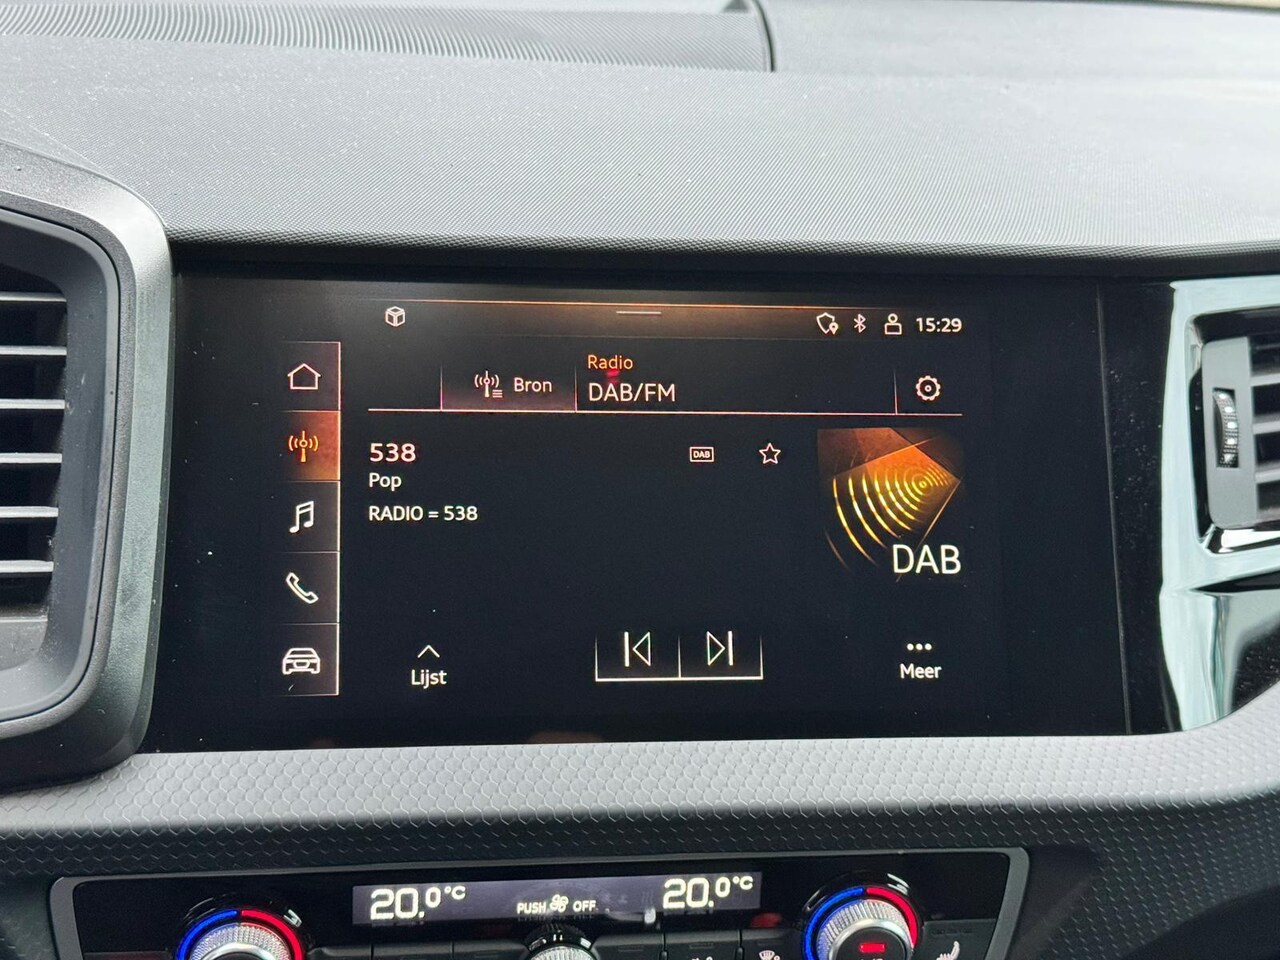 15:29
Bron
Radio
DAB/FM
538
DAB
Pop
RADIO = 538
DAB
Lijst
Meer
20.0°C
PUSH OFF
20.0°C